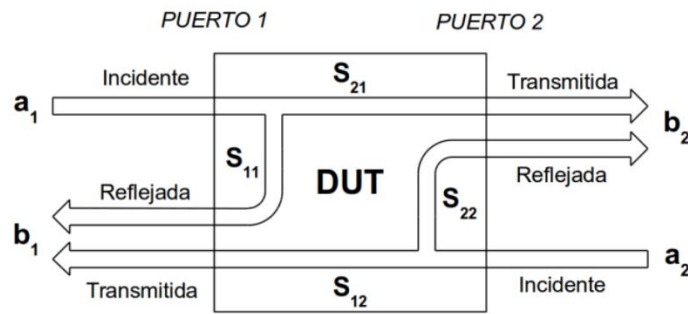 PUERTO 1 PUERTO 2
Incidente S21 Transmitida
a1
b2
S11 DUT
Reflejada S22 Reflejada
b1
a2
Transmitida S12 Incidente